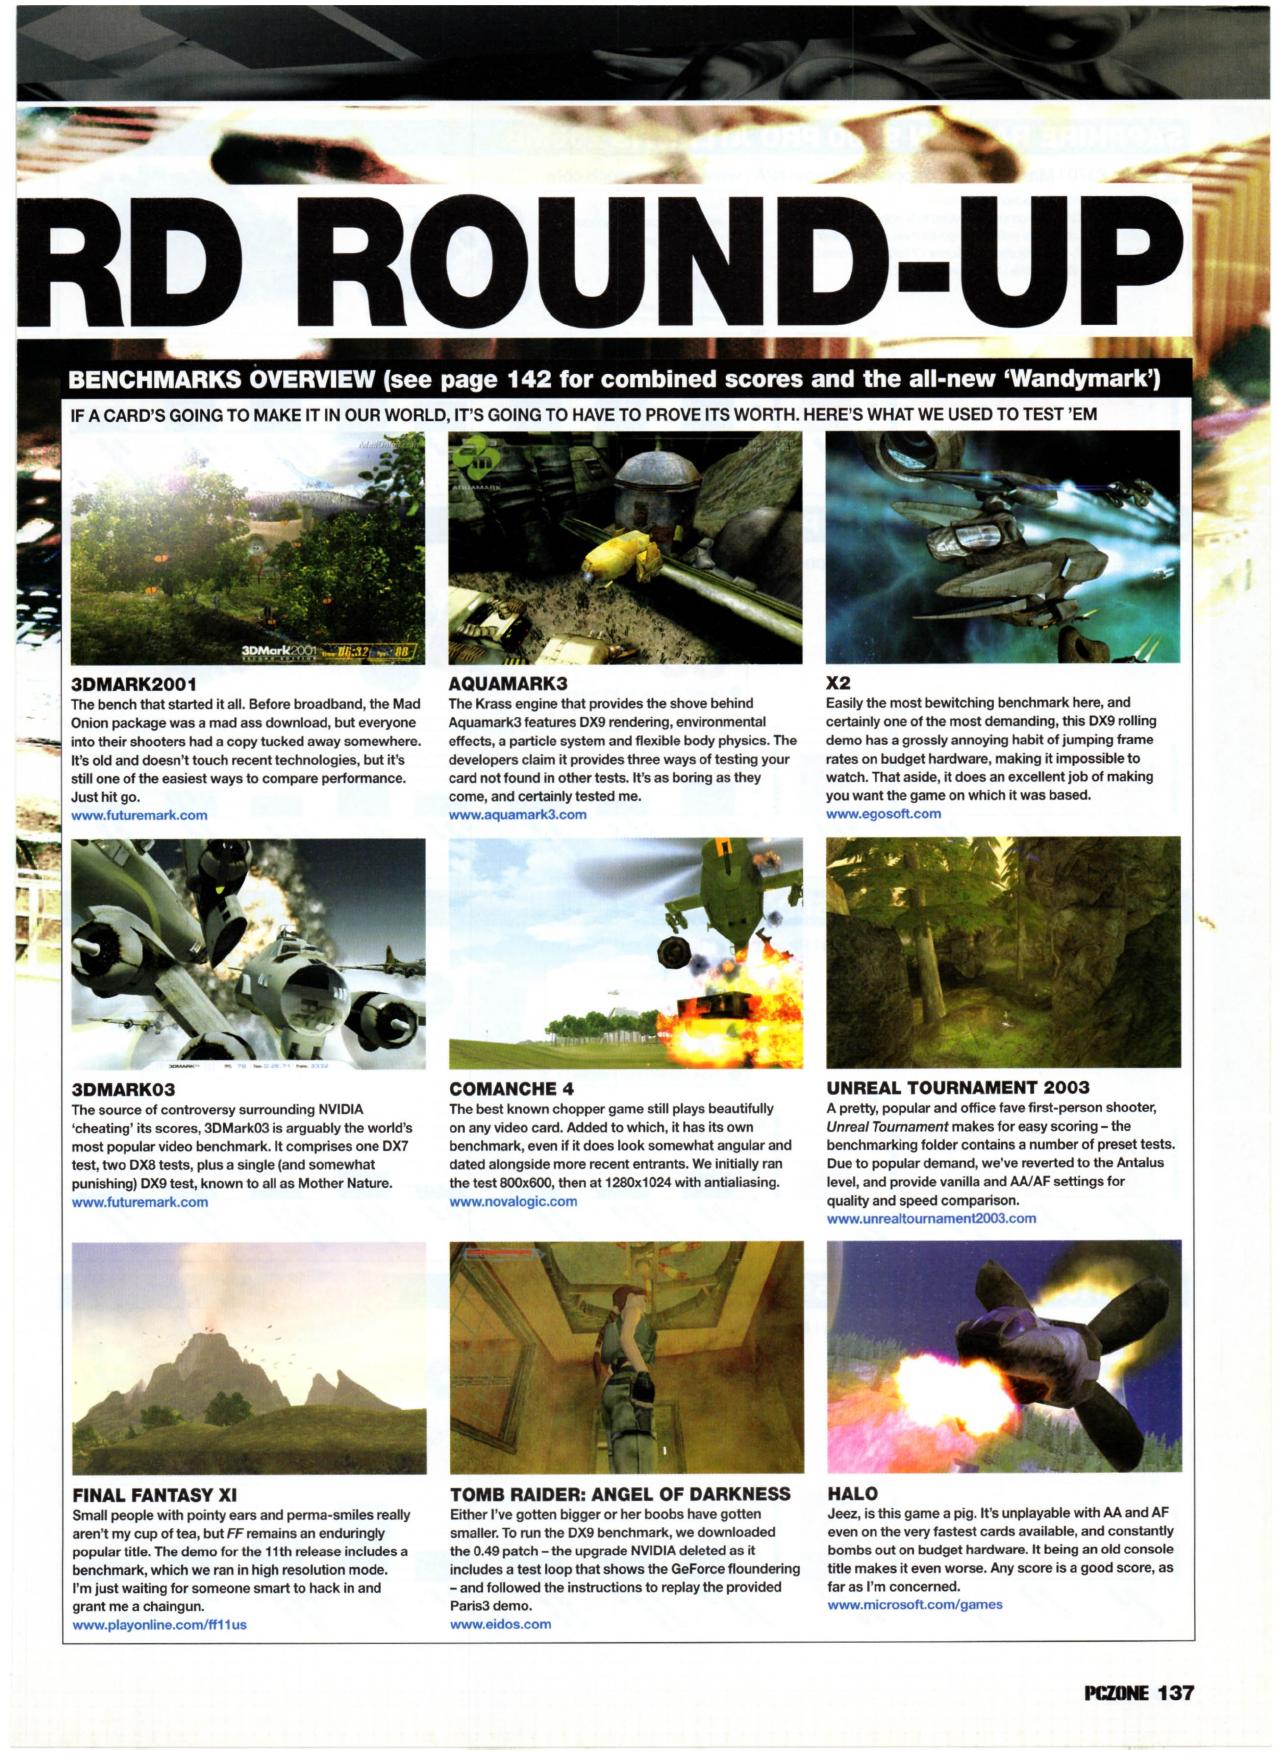 RD ROUND-UP
BENCHMARKS OVERVIEW (see page 142 for combined scores and the all-new ‘Wandymark’)
IF A CARD'S GOING TO MAKE IT IN OUR WORLD, IT'S GOING TO HAVE TO PROVE ITS WORTH. HERE'S WHAT WE USED TO TEST 'EM
3DMark2001
SECOND EDITION
3DMARK2001
The bench that started it all. Before broadband, the Mad
Onion package was a mad ass download, but everyone
into their shooters had a copy tucked away somewhere.
It's old and doesn't touch recent technologies, but it's
still one of the easiest ways to compare performance.
Just hit go.
www.futuremark.com
AQUAMARK
AQUAMARK3
The Krass engine that provides the shove behind
Aquamark3 features DX9 rendering, environmental
effects, a particle system and flexible body physics. The
developers claim it provides three ways of testing your
card not found in other tests. It's as boring as they
come, and certainly tested me.
www.aquamark3.com
X2
Easily the most bewitching benchmark here, and
certainly one of the most demanding, this DX9 rolling
demo has a grossly annoying habit of jumping frame
rates on budget hardware, making it impossible to
watch. That aside, it does an excellent job of making
you want the game on which it was based.
www.egosoft.com
3DMARK03
The source of controversy surrounding NVIDIA
‘cheating’ its scores, 3DMark03 is arguably the world's
most popular video benchmark. It comprises one DX7
test, two DX8 tests, plus a single (and somewhat
punishing) DX9 test, known to all as Mother Nature.
www.futuremark.com
COMANCHE 4
The best known chopper game still plays beautifully
on any video card. Added to which, it has its own
benchmark, even if it does look somewhat angular and
dated alongside more recent entrants. We initially ran
the test 800x600, then at 1280x1024 with antialiasing.
www.novalogic.com
UNREAL TOURNAMENT 2003
A pretty, popular and office fave first-person shooter,
Unreal Tournament makes for easy scoring – the
benchmarking folder contains a number of preset tests.
Due to popular demand, we've reverted to the Antalus
level, and provide vanilla and AA/AF settings for
quality and speed comparison.
www.unrealtournament2003.com
FINAL FANTASY XI
Small people with pointy ears and perma-smiles really
aren't my cup of tea, but FF remains an enduringly
popular title. The demo for the 11th release includes a
benchmark, which we ran in high resolution mode.
I'm just waiting for someone smart to hack in and
grant me a chaingun.
www.playonline.com/ff11us
TOMB RAIDER: ANGEL OF DARKNESS
Either I've gotten bigger or her boobs have gotten
smaller. To run the DX9 benchmark, we downloaded
the 0.49 patch – the upgrade NVIDIA deleted as it
includes a test loop that shows the GeForce floundering
– and followed the instructions to replay the provided
Paris3 demo.
www.eidos.com
HALO
Jeez, is this game a pig. It's unplayable with AA and AF
even on the very fastest cards available, and constantly
bombs out on budget hardware. It being an old console
title makes it even worse. Any score is a good score, as
far as I'm concerned.
www.microsoft.com/games
PCZONE 137